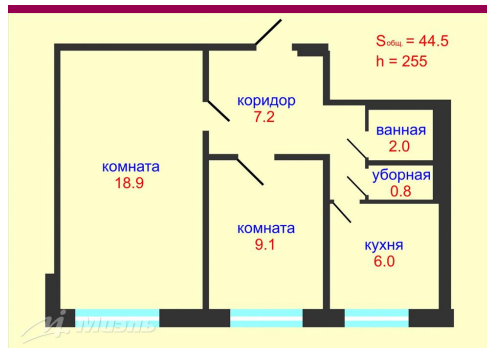 Sобщ. = 44.5
h = 255
коридор
7.2
ванная
2.0
комната
18.9
уборная
0.8
комната
9.1
кухня
6.0
Миэль